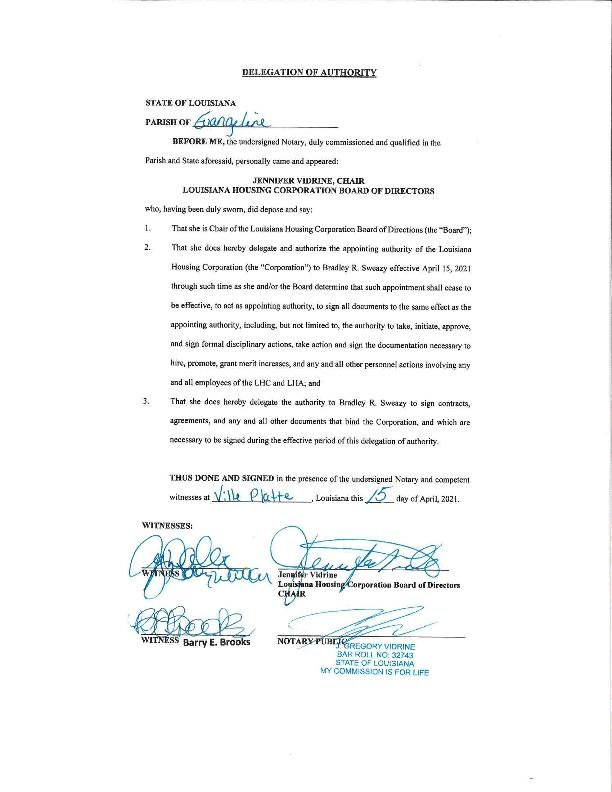 DELEGATION OF AUTHORITY
STATE OF LOUISIANA
PARISH OF Evangeline
BEFORE ME, the undersigned Notary, duly commissioned and qualified in the
Parish and State aforesaid, personally came and appeared:
JENNIFER VIDRINE, CHAIR
LOUISIANA HOUSING CORPORATION BOARD OF DIRECTORS
who, having been duly sworn, did depose and say:
1. That she is Chair of the Louisiana Housing Corporation Board of Directions (the "Board");
2. That she does hereby delegate and authorize the appointing authority of the Louisiana
Housing Corporation (the "Corporation") to Bradley R. Sweazy effective April 15, 2021
through such time as she and/or the Board determine that such appointment shall cease to
be effective, to act as appointing authority, to sign all documents to the same effect as the
appointing authority, including, but not limited to, the authority to take, initiate, approve,
and sign formal disciplinary actions, take action and sign the documentation necessary to
hire, promote, grant merit increases, and any and all other personnel actions involving any
and all employees of the LHC and LHA; and
3. That she does hereby delegate the authority to Bradley R. Sweazy to sign contracts,
agreements, and any and all other documents that bind the Corporation, and which are
necessary to be signed during the effective period of this delegation of authority.
THUS DONE AND SIGNED in the presence of the undersigned Notary and competent
witnesses at Ville Platte, Louisiana this 15 day of April, 2021.
WITNESSES:
WITNESS
Jennifer Vidrine
Louisiana Housing Corporation Board of Directors
CHAIR
WITNESS Barry E. Brooks
NOTARY PUBLIC
J. GREGORY VIDRINE
BAR ROLL NO. 32743
STATE OF LOUISIANA
MY COMMISSION IS FOR LIFE